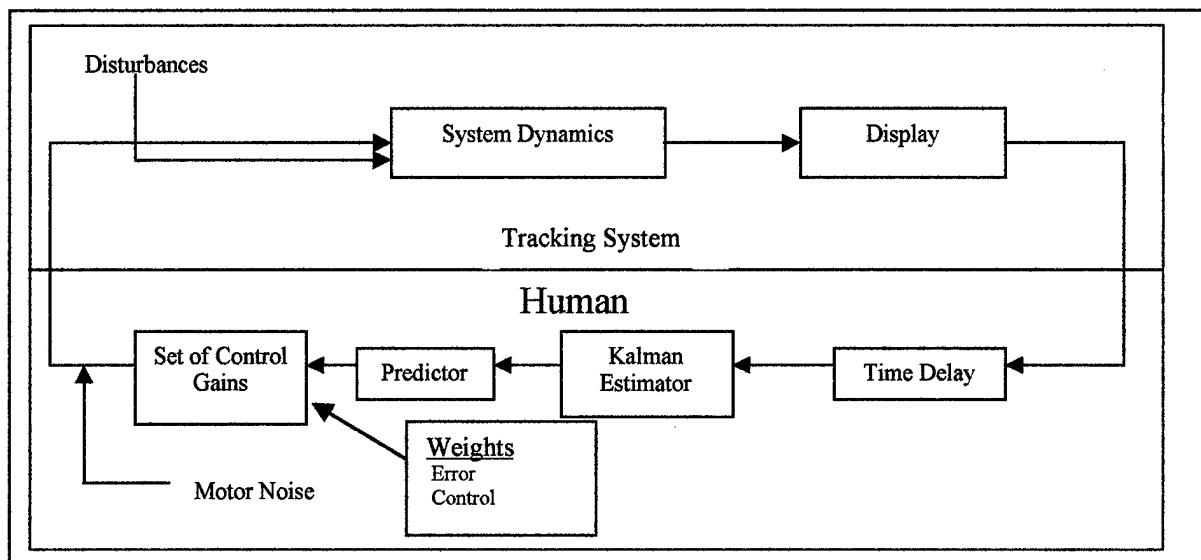 Disturbances
System Dynamics
Display
Tracking System
Human
Set of Control
Gains
Predictor
Kalman
Estimator
Time Delay
Weights
Error
Control
Motor Noise